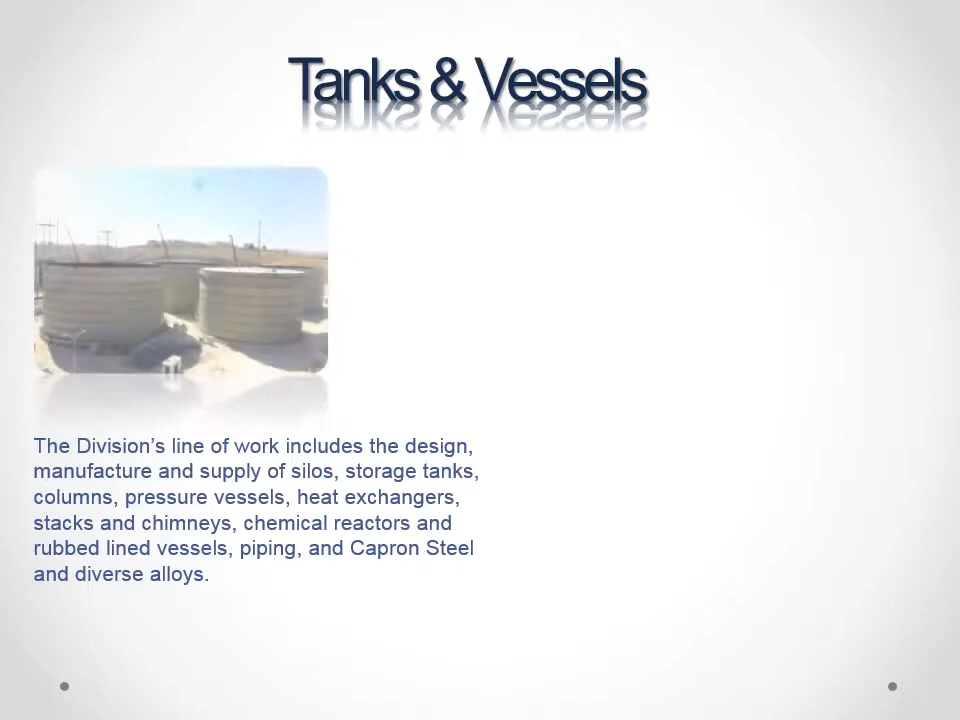 Tanks & Vessels
The Division’s line of work includes the design,
manufacture and supply of silos, storage tanks,
columns, pressure vessels, heat exchangers,
stacks and chimneys, chemical reactors and
rubbed lined vessels, piping, and Capron Steel
and diverse alloys.